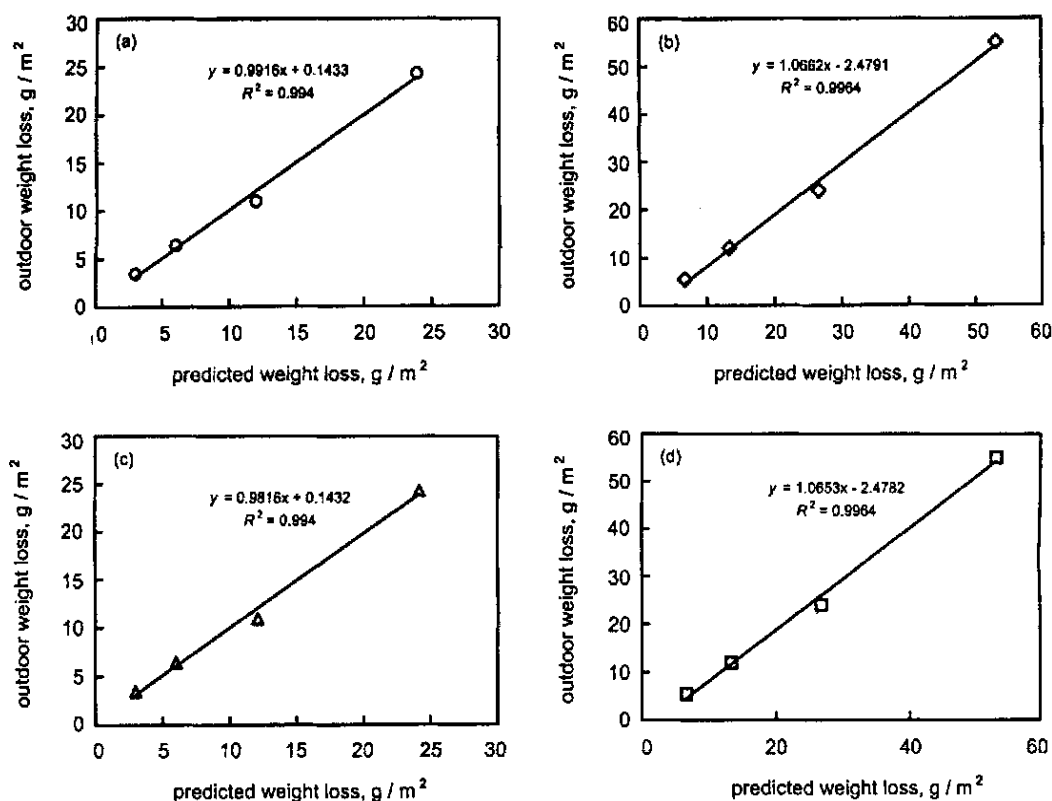 (a)
y = 0.9916x + 0.1433
R² = 0.994
outdoor weight loss, g / m²
30
25
20
15
10
5
0
0 5 10 15 20 25 30
predicted weight loss, g / m²
(b)
y = 1.0662x - 2.4791
R² = 0.9964
outdoor weight loss, g / m²
60
50
40
30
20
10
0
0 10 20 30 40 50 60
predicted weight loss, g / m²
(c)
y = 0.9816x + 0.1432
R² = 0.994
outdoor weight loss, g / m²
30
25
20
15
10
5
0
0 5 10 15 20 25 30
predicted weight loss, g / m²
(d)
y = 1.0653x - 2.4782
R² = 0.9964
outdoor weight loss, g / m²
60
50
40
30
20
10
0
0 20 40 60
predicted weight loss, g / m²